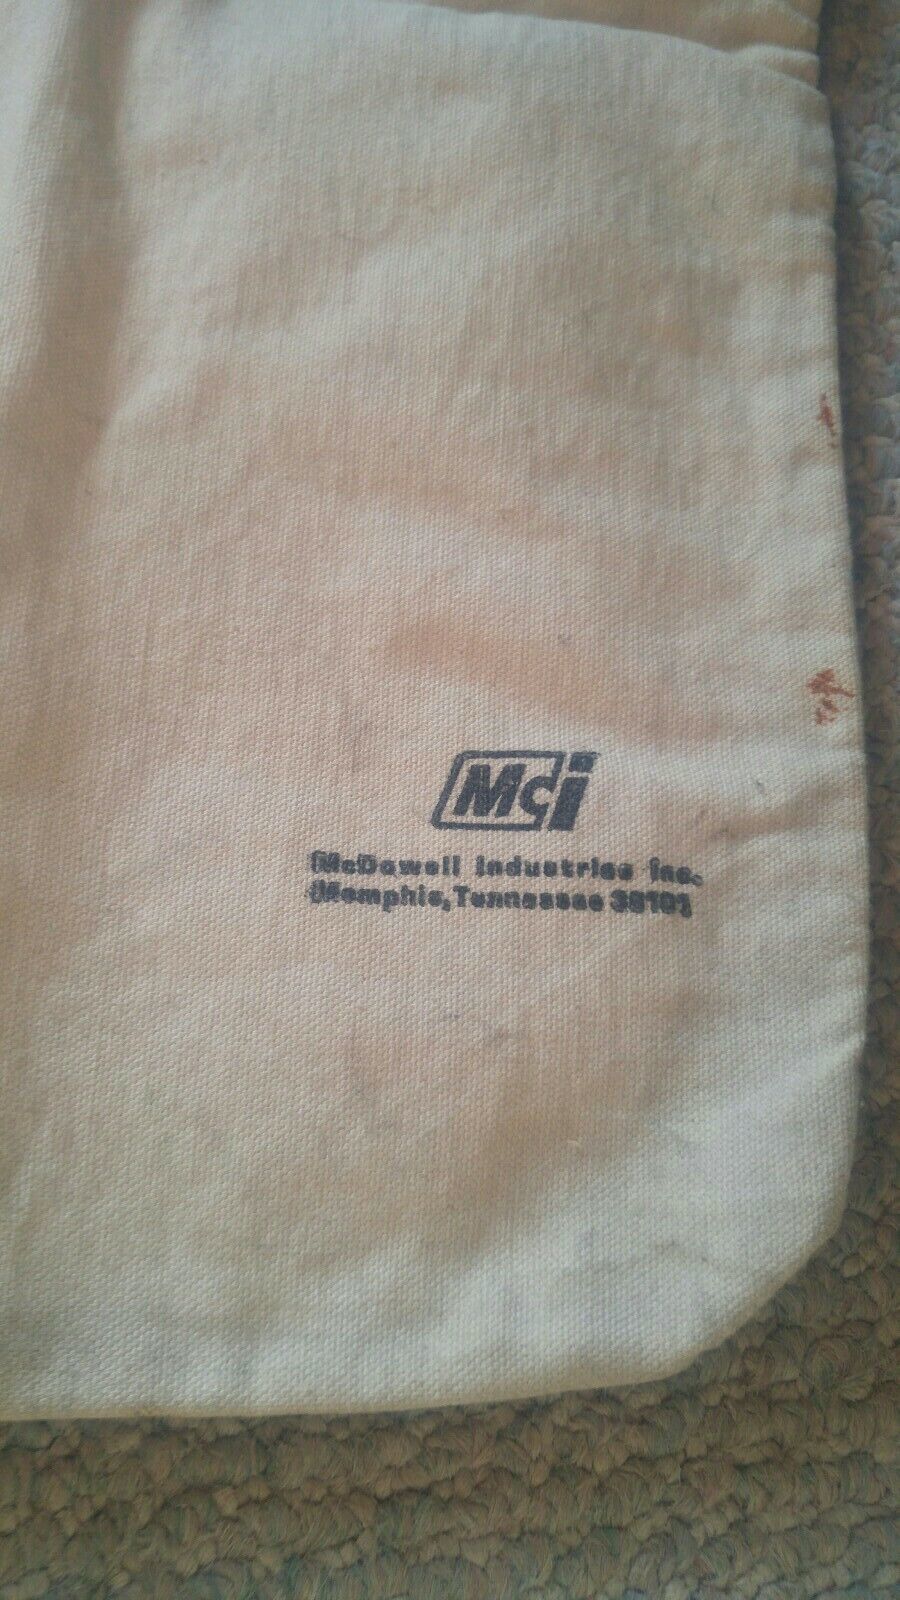 Mci
McDowell Industries Inc.
Memphis, Tennessee 38101